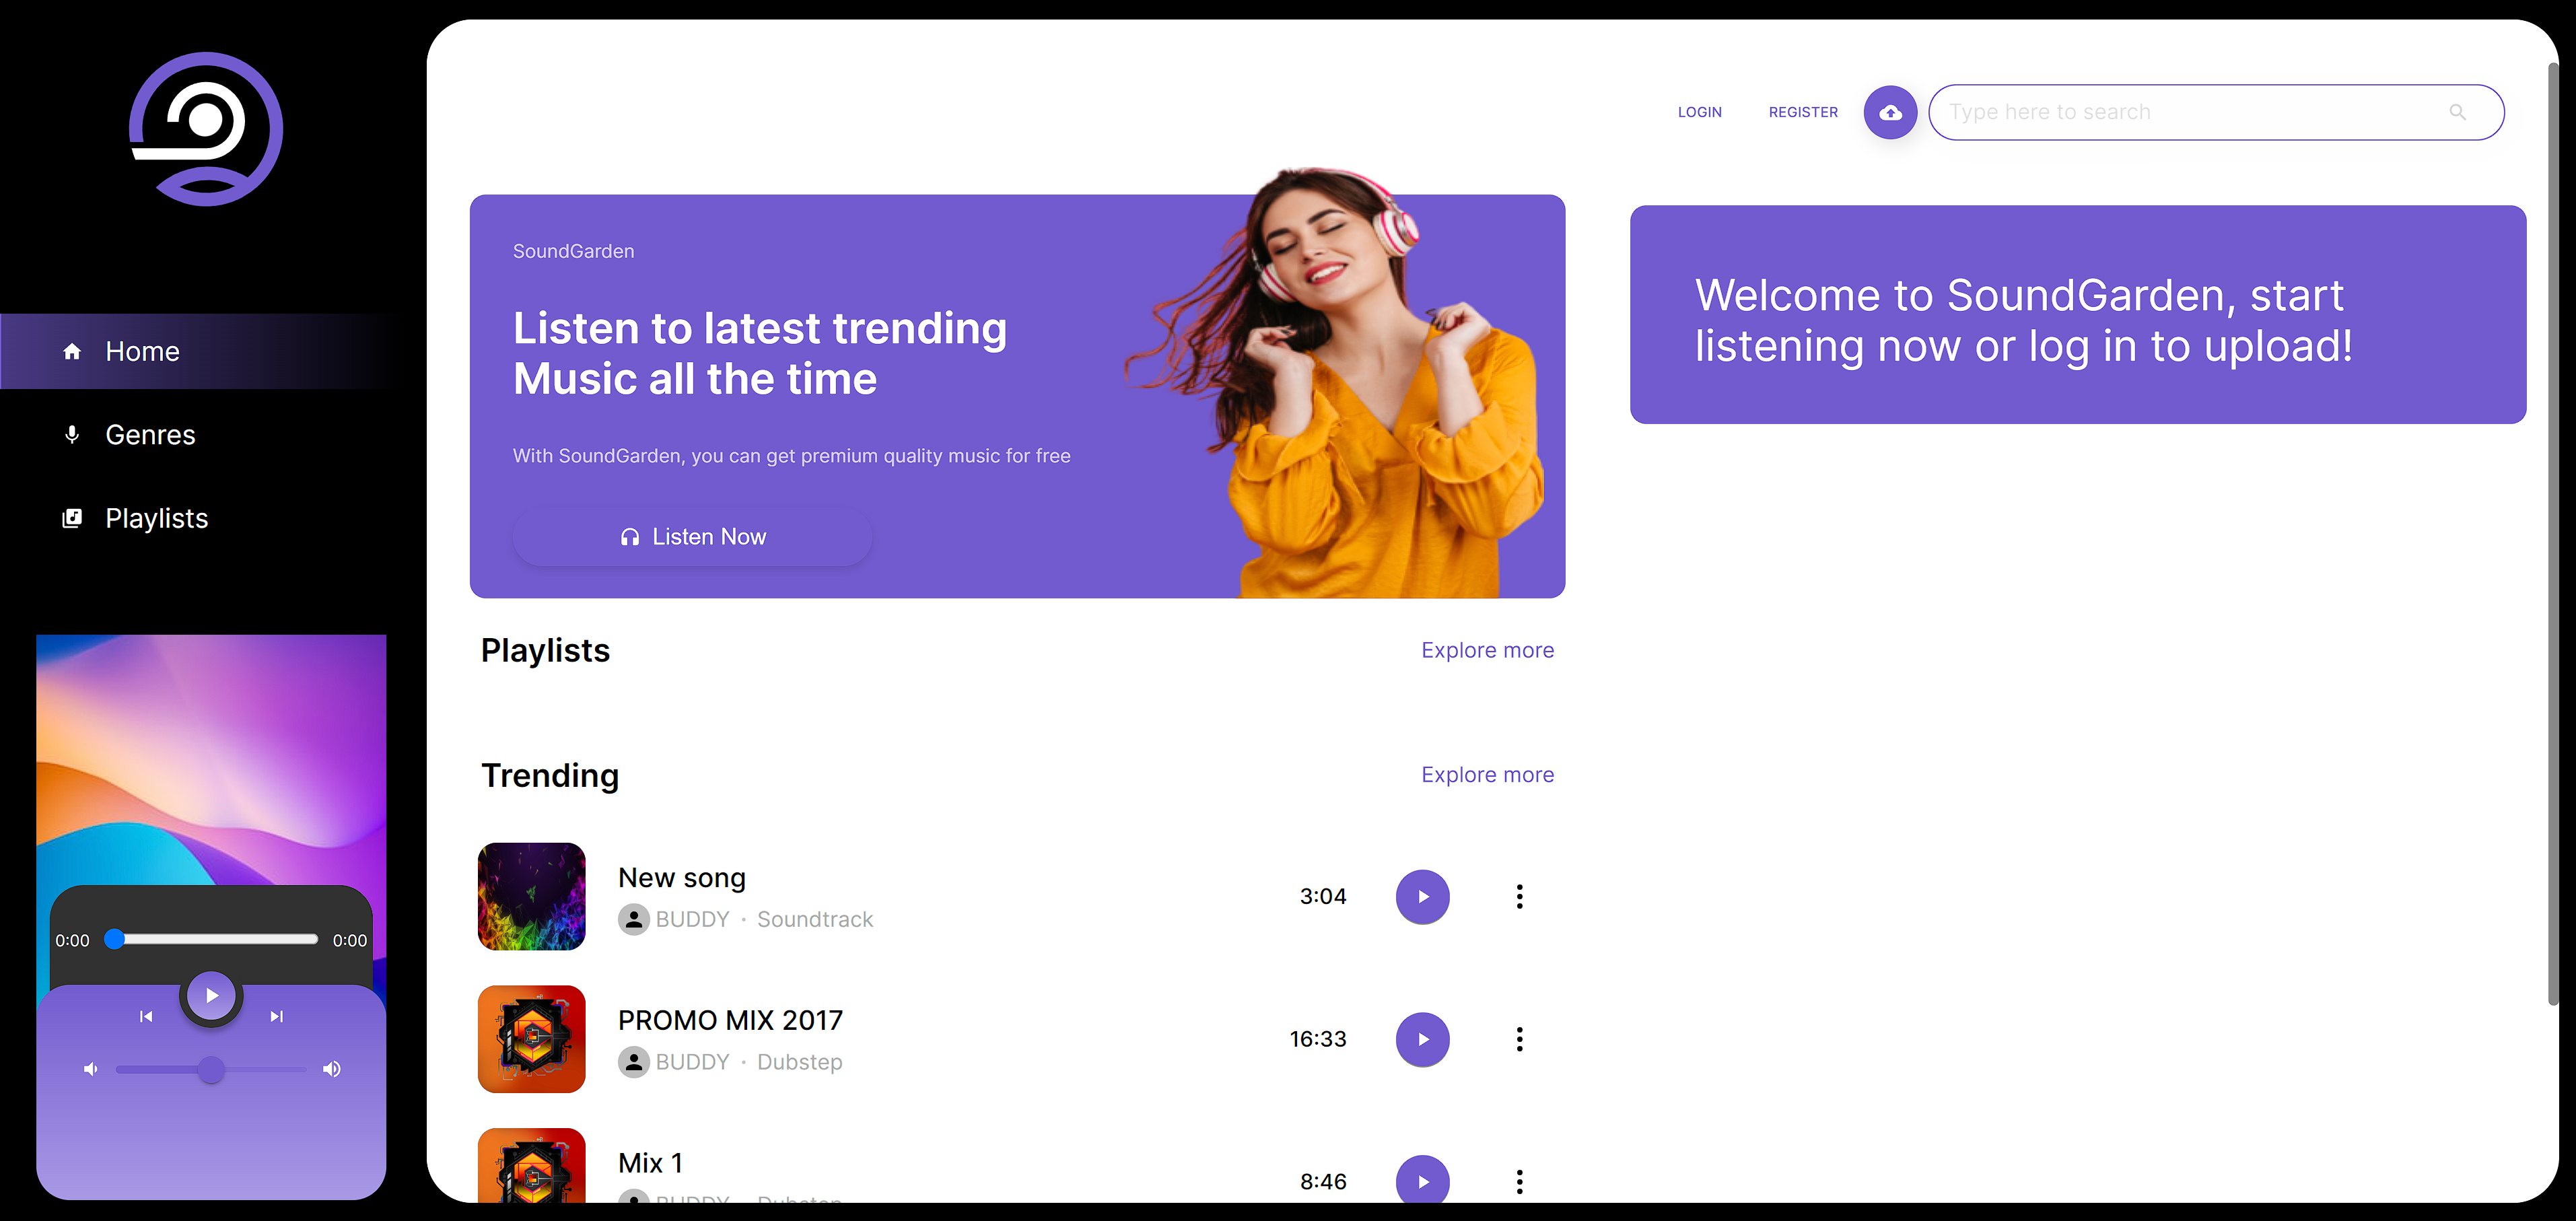 Home
Genres
Playlists
0:00 0:00
LOGIN REGISTER Type here to search
SoundGarden
Listen to latest trending
Music all the time
With SoundGarden, you can get premium quality music for free
Listen Now
Welcome to SoundGarden, start
listening now or log in to upload!
Playlists Explore more
Trending Explore more
New song
BUDDY • Soundtrack
3:04
PROMO MIX 2017
BUDDY • Dubstep
16:33
Mix 1
BUDDY • Dubstep
8:46